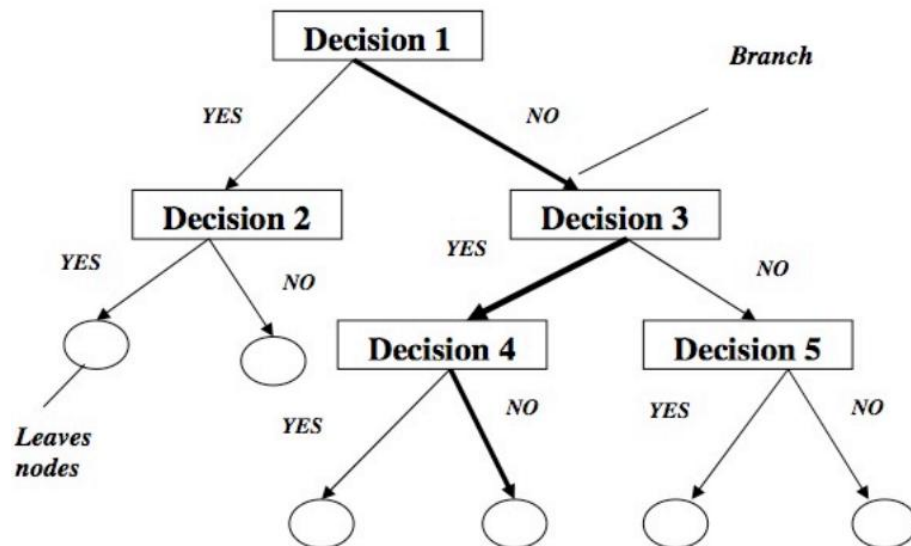 Decision 1
Branch
YES
NO
Decision 2
Decision 3
YES
NO
YES
NO
Decision 4
Decision 5
YES
NO
YES
NO
Leaves
nodes